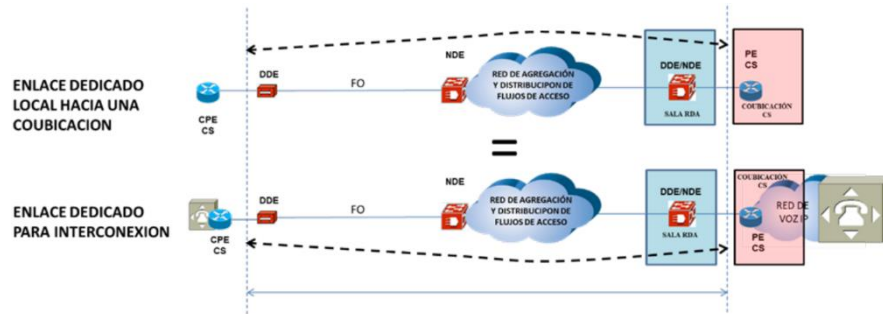 ENLACE DEDICADO
LOCAL HACIA UNA
COUBICACION
CPE
CS
DDE
FO
NDE
RED DE AGREGACIÓN
Y DISTRIBUCIPON DE
FLUJOS DE ACCESO
DDE/NDE
SALA RDA
PE
CS
COUBICACIÓN
CS
=
ENLACE DEDICADO
PARA INTERCONEXION
CPE
CS
DDE
FO
NDE
RED DE AGREGACIÓN
Y DISTRIBUCIPON DE
FLUJOS DE ACCESO
DDE/NDE
SALA RDA
COUBICACIÓN
CS
PE
CS
RED DE
VOZ IP